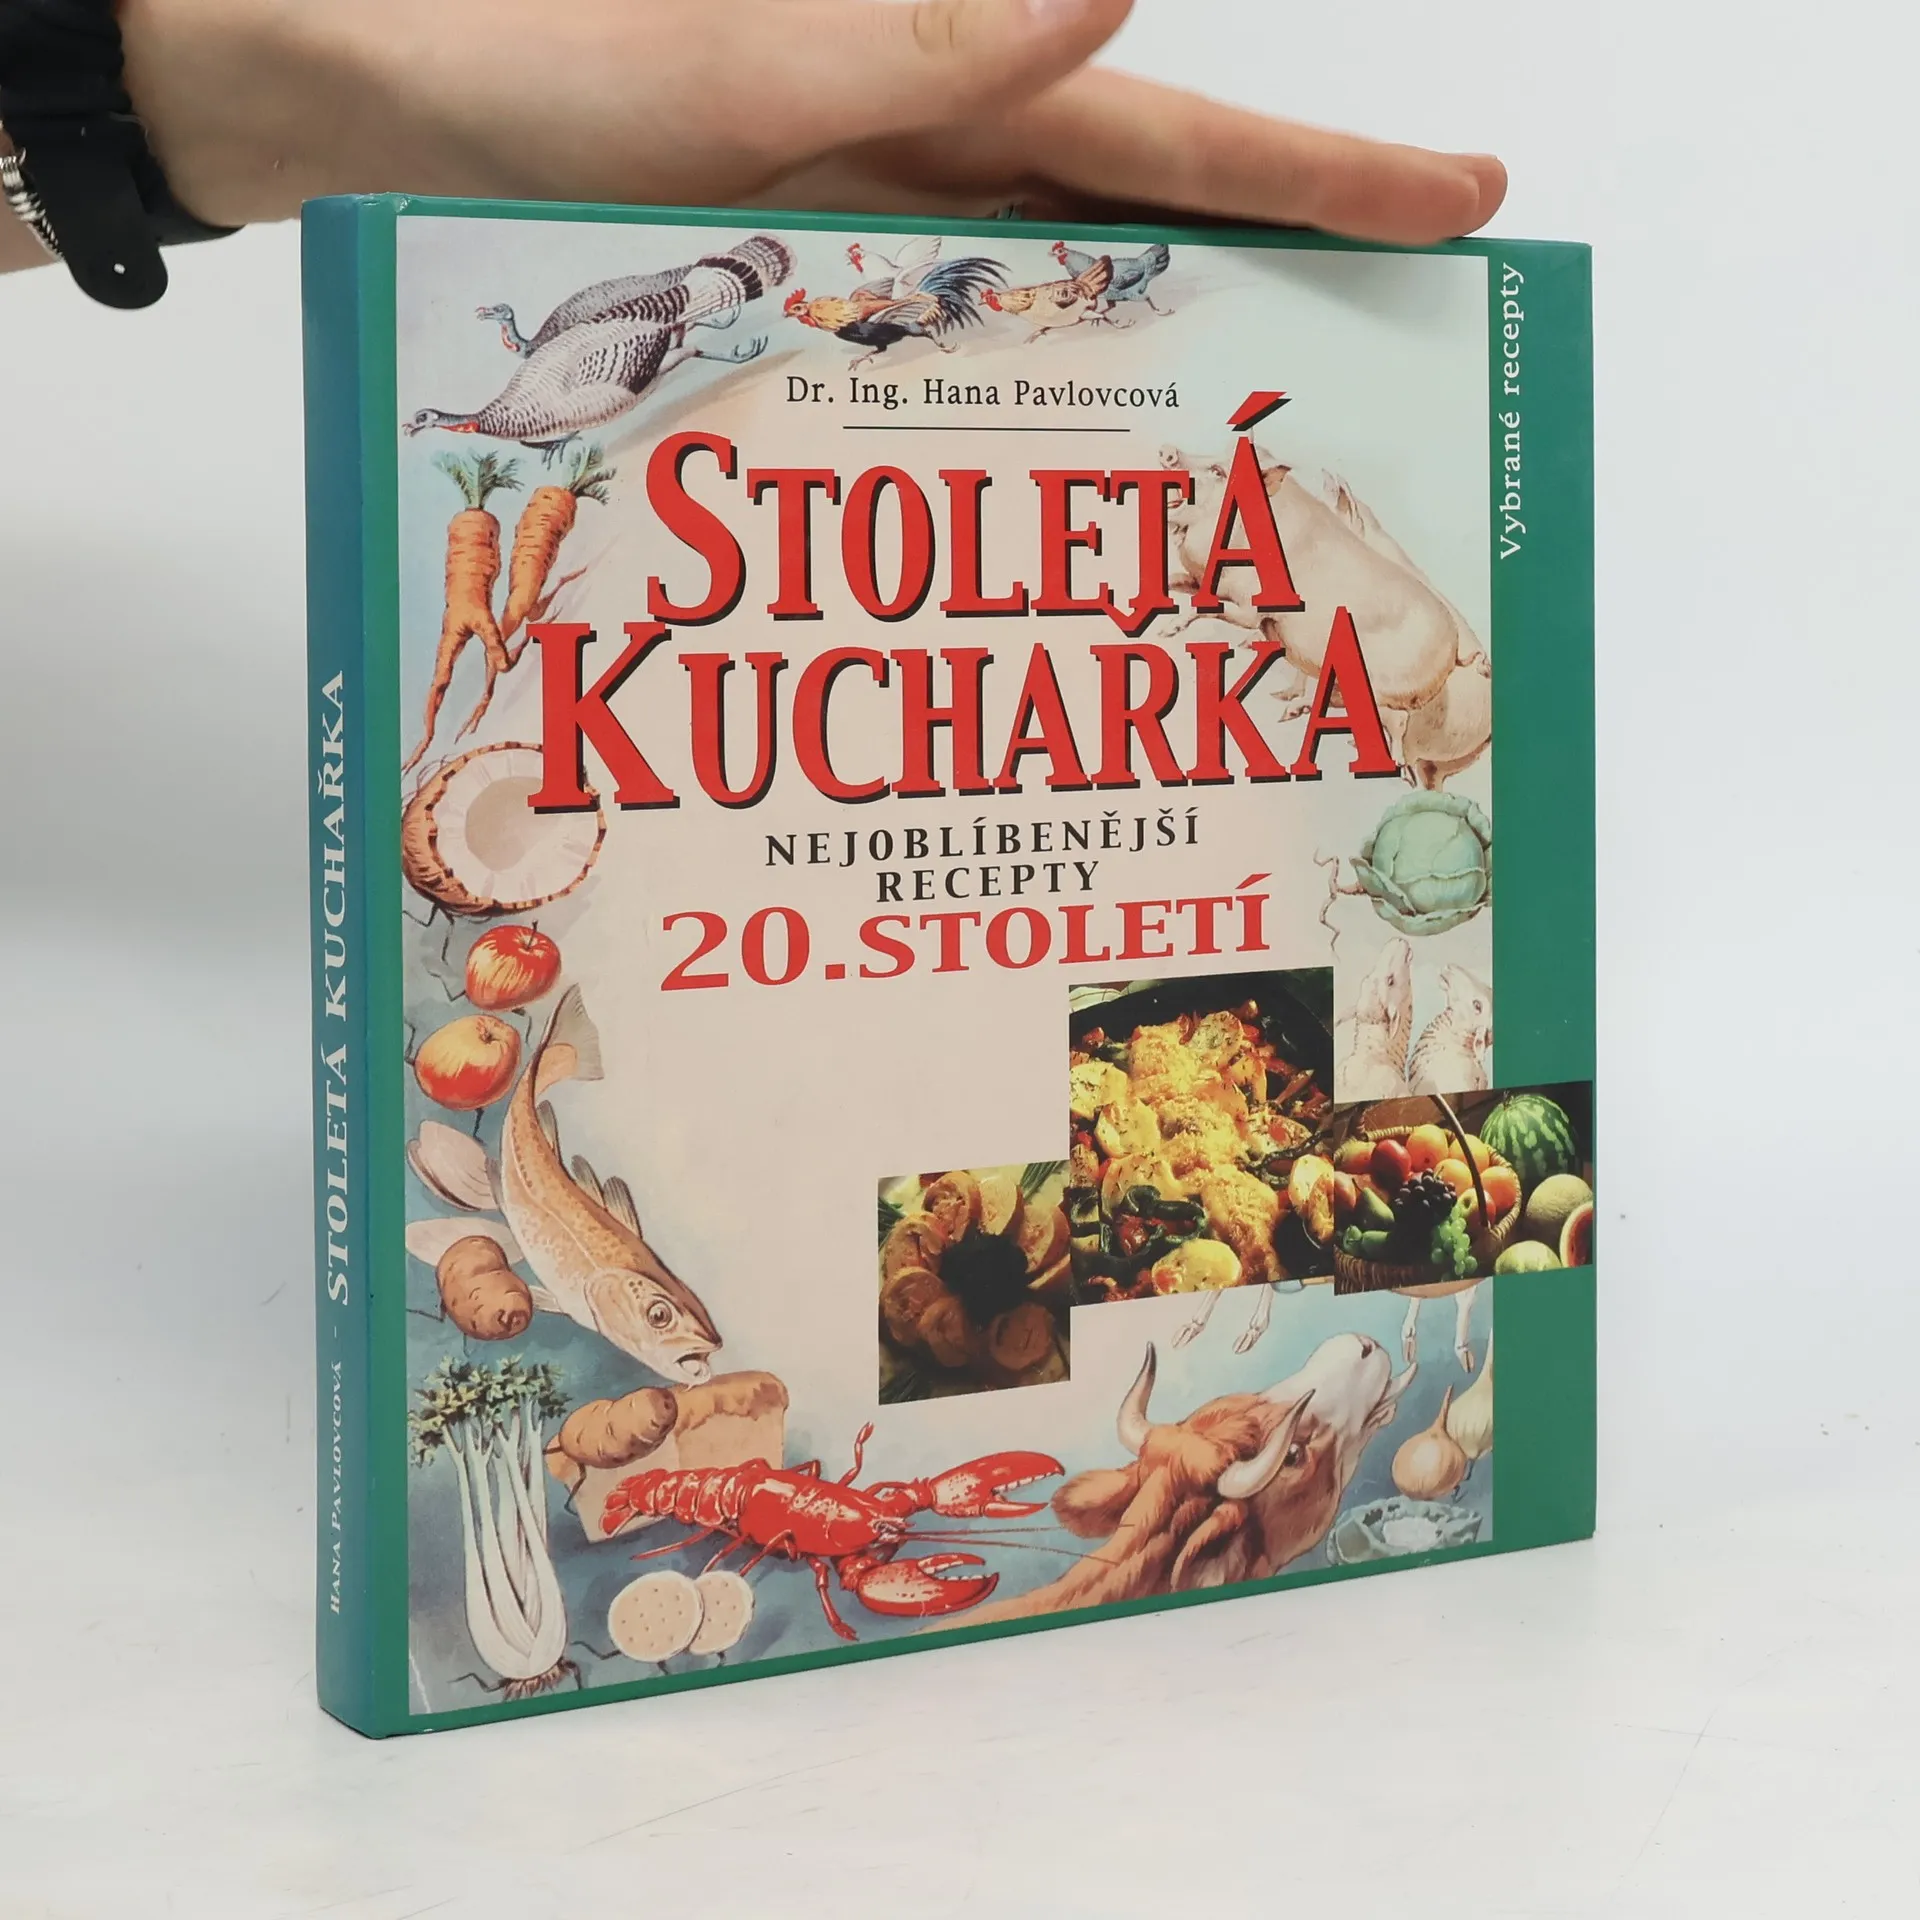 Dr. Ing. Hana Pavlovcová
STOLETÁ
KUCHAŘKA
NEJOBLÍBENĚJŠÍ
RECEPTY
20. STOLETÍ
Vybrané recepty
HANA PAVLOVCOVÁ - STOLETÁ KUCHAŘKA